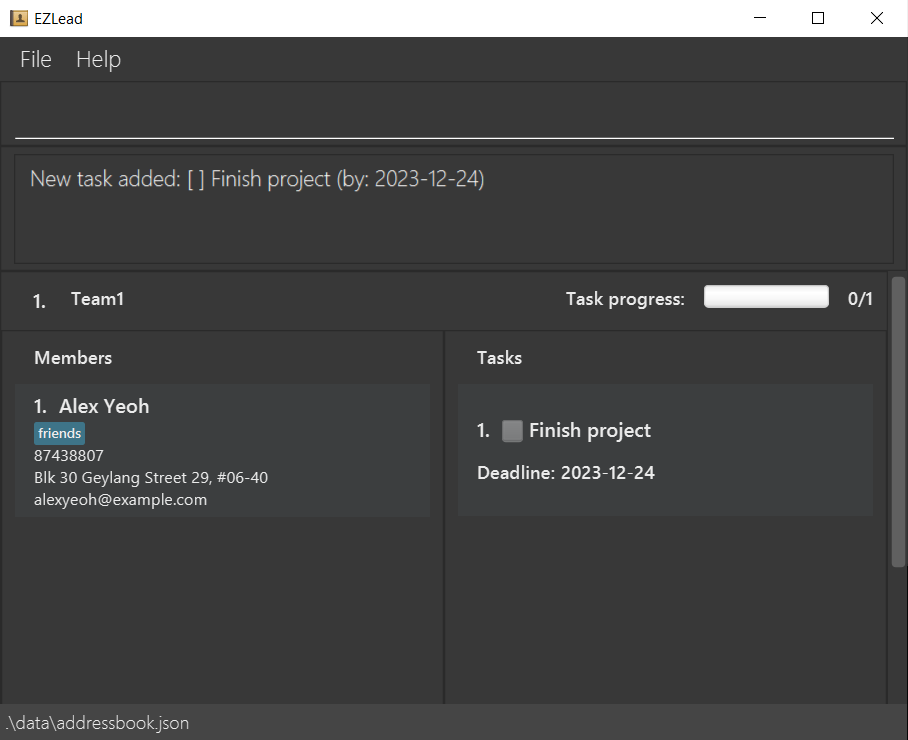 EZLead
File Help
New task added: [ ] Finish project (by: 2023-12-24)
1. Team1 Task progress: 0/1
Members
1. Alex Yeoh
friends
87438807
Blk 30 Geylang Street 29, #06-40
alexyeoh@example.com
Tasks
1. Finish project
Deadline: 2023-12-24
.\data\addressbook.json